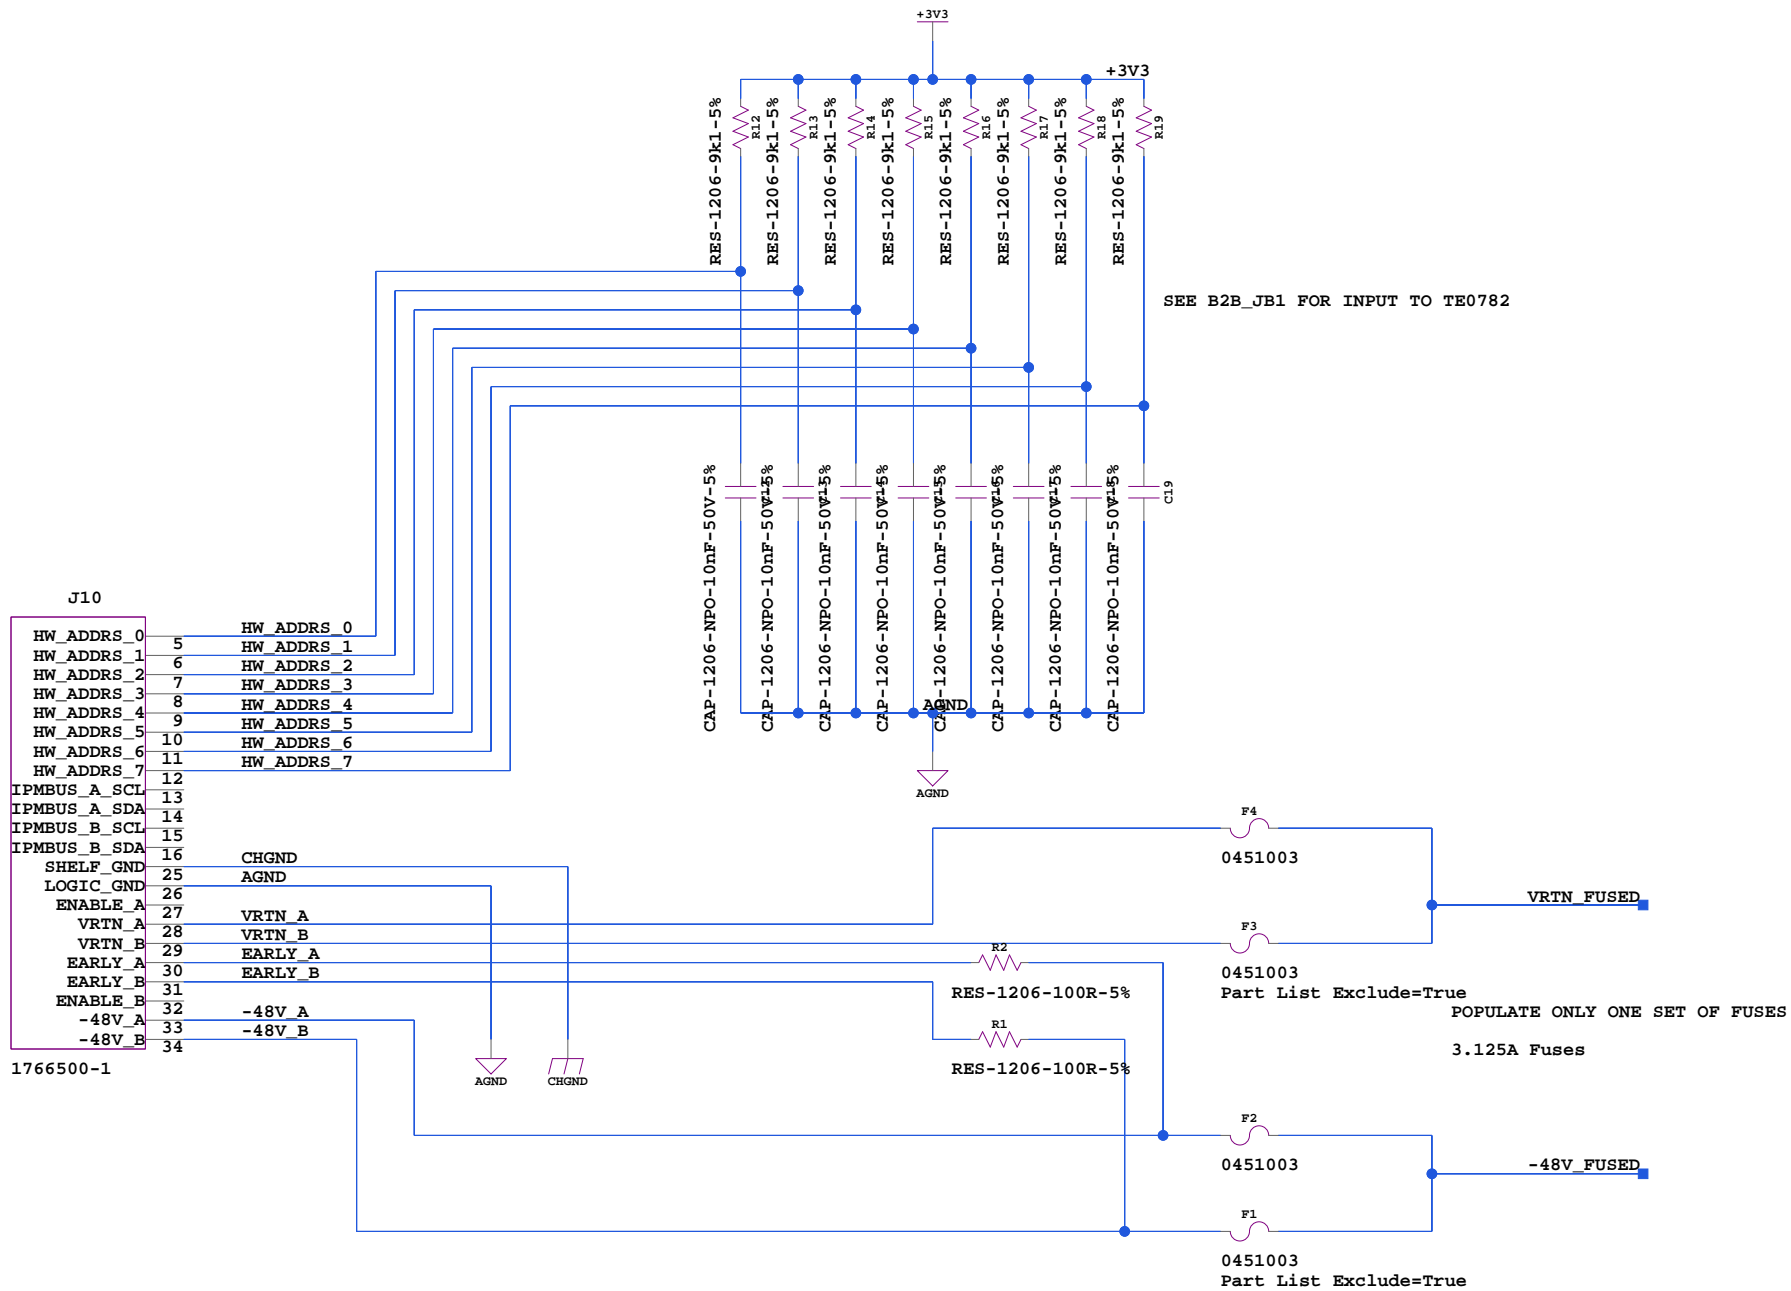 +3V3
+3V3
RES-1206-9k1-5%
R12
RES-1206-9k1-5%
R13
RES-1206-9k1-5%
R14
RES-1206-9k1-5%
R15
RES-1206-9k1-5%
R16
RES-1206-9k1-5%
R17
RES-1206-9k1-5%
R18
RES-1206-9k1-5%
R19
SEE B2B_JB1 FOR INPUT TO TE0782
CAP-1206-NPO-10nF-50V-5%
C12
CAP-1206-NPO-10nF-50V-5%
C13
CAP-1206-NPO-10nF-50V-5%
C14
CAP-1206-NPO-10nF-50V-5%
C15
CAP-1206-NPO-10nF-50V-5%
C16
CAP-1206-NPO-10nF-50V-5%
C17
CAP-1206-NPO-10nF-50V-5%
C18
CAP-1206-NPO-10nF-50V-5%
C19
AGND
AGND
J10
HW_ADDRS_0 5 HW_ADDRS_0
HW_ADDRS_1 6 HW_ADDRS_1
HW_ADDRS_2 7 HW_ADDRS_2
HW_ADDRS_3 8 HW_ADDRS_3
HW_ADDRS_4 9 HW_ADDRS_4
HW_ADDRS_5 10 HW_ADDRS_5
HW_ADDRS_6 11 HW_ADDRS_6
HW_ADDRS_7 12 HW_ADDRS_7
IPMBUS_A_SCL 13
IPMBUS_A_SDA 14
IPMBUS_B_SCL 15
IPMBUS_B_SDA 16
SHELF_GND 25 CHGND
LOGIC_GND 26 AGND
ENABLE_A 27
VRTN_A 28 VRTN_A
VRTN_B 29 VRTN_B
EARLY_A 30 EARLY_A
EARLY_B 31 EARLY_B
ENABLE_B 32
-48V_A 33 -48V_A
-48V_B 34 -48V_B
1766500-1
AGND
CHGND
R2
RES-1206-100R-5%
R1
RES-1206-100R-5%
F4
0451003
F3
0451003
Part List Exclude=True
VRTN_FUSED
POPULATE ONLY ONE SET OF FUSES
3.125A Fuses
F2
0451003
-48V_FUSED
F1
0451003
Part List Exclude=True